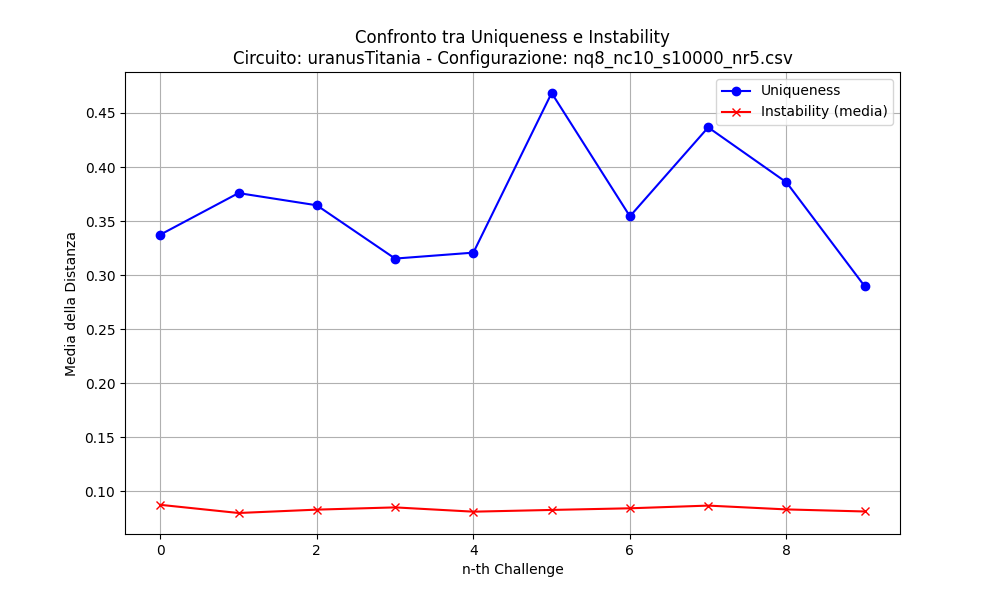 Confronto tra Uniqueness e Instability
Circuito: uranusTitania - Configurazione: nq8_nc10_s10000_nr5.csv
Uniqueness
Instability (media)
Media della Distanza
0.45
0.40
0.35
0.30
0.25
0.20
0.15
0.10
0
2
4
6
8
n-th Challenge